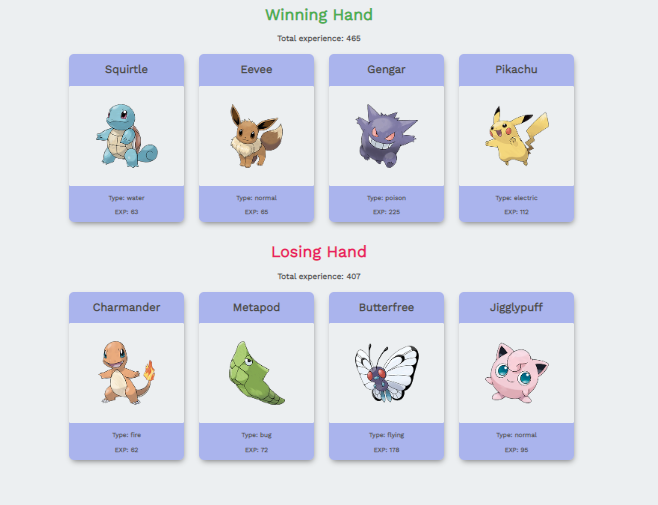 Winning Hand
Total experience: 465
Squirtle
Eevee
Gengar
Pikachu
Type: water
Type: normal
Type: poison
Type: electric
EXP: 63
EXP: 65
EXP: 225
EXP: 112
Losing Hand
Total experience: 407
Charmander
Metapod
Butterfree
Jigglypuff
Type: fire
Type: bug
Type: flying
Type: normal
EXP: 62
EXP: 72
EXP: 178
EXP: 95